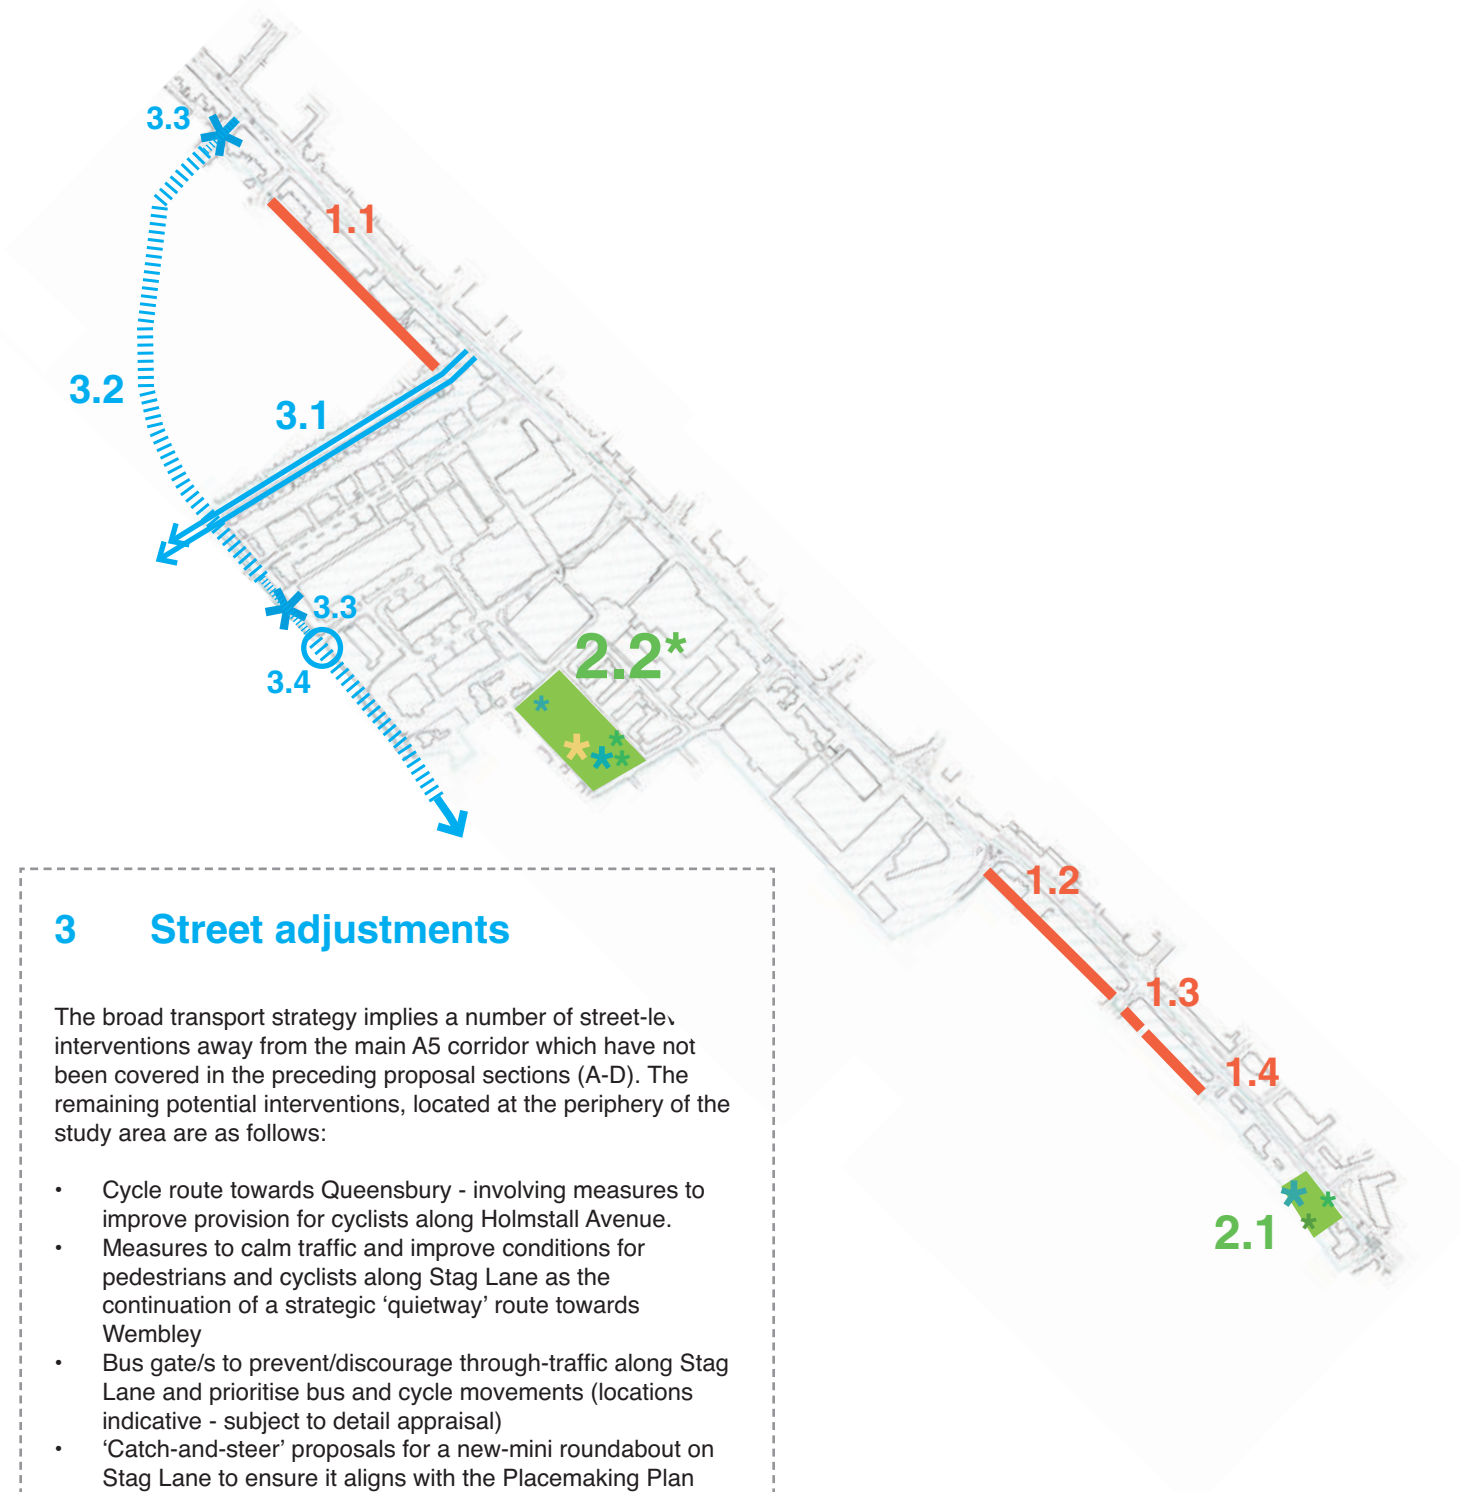 3.3
1.1
3.2
3.1
3.3
2.2*
3.4
1.2
1.3
1.4
2.1
3 Street adjustments
The broad transport strategy implies a number of
interventions away from the main A5 corridor which have not
been covered in the preceding proposal sections (A-D). The
remaining potential interventions, located at the periphery of the
study area are as follows:
• Cycle route towards Queensbury - involving measures to
improve provision for cyclists along Holmstall Avenue.
• Measures to calm traffic and improve conditions for
pedestrians and cyclists along Stag Lane as the
continuation of a strategic ‘quietway’ route towards
Wembley
• Bus gate/s to prevent/discourage through-traffic along Stag
Lane and prioritise bus and cycle movements (locations
indicative - subject to detail appraisal)
• ‘Catch-and-steer’ proposals for a new-mini roundabout on
Stag Lane to ensure it aligns with the Placemaking Plan